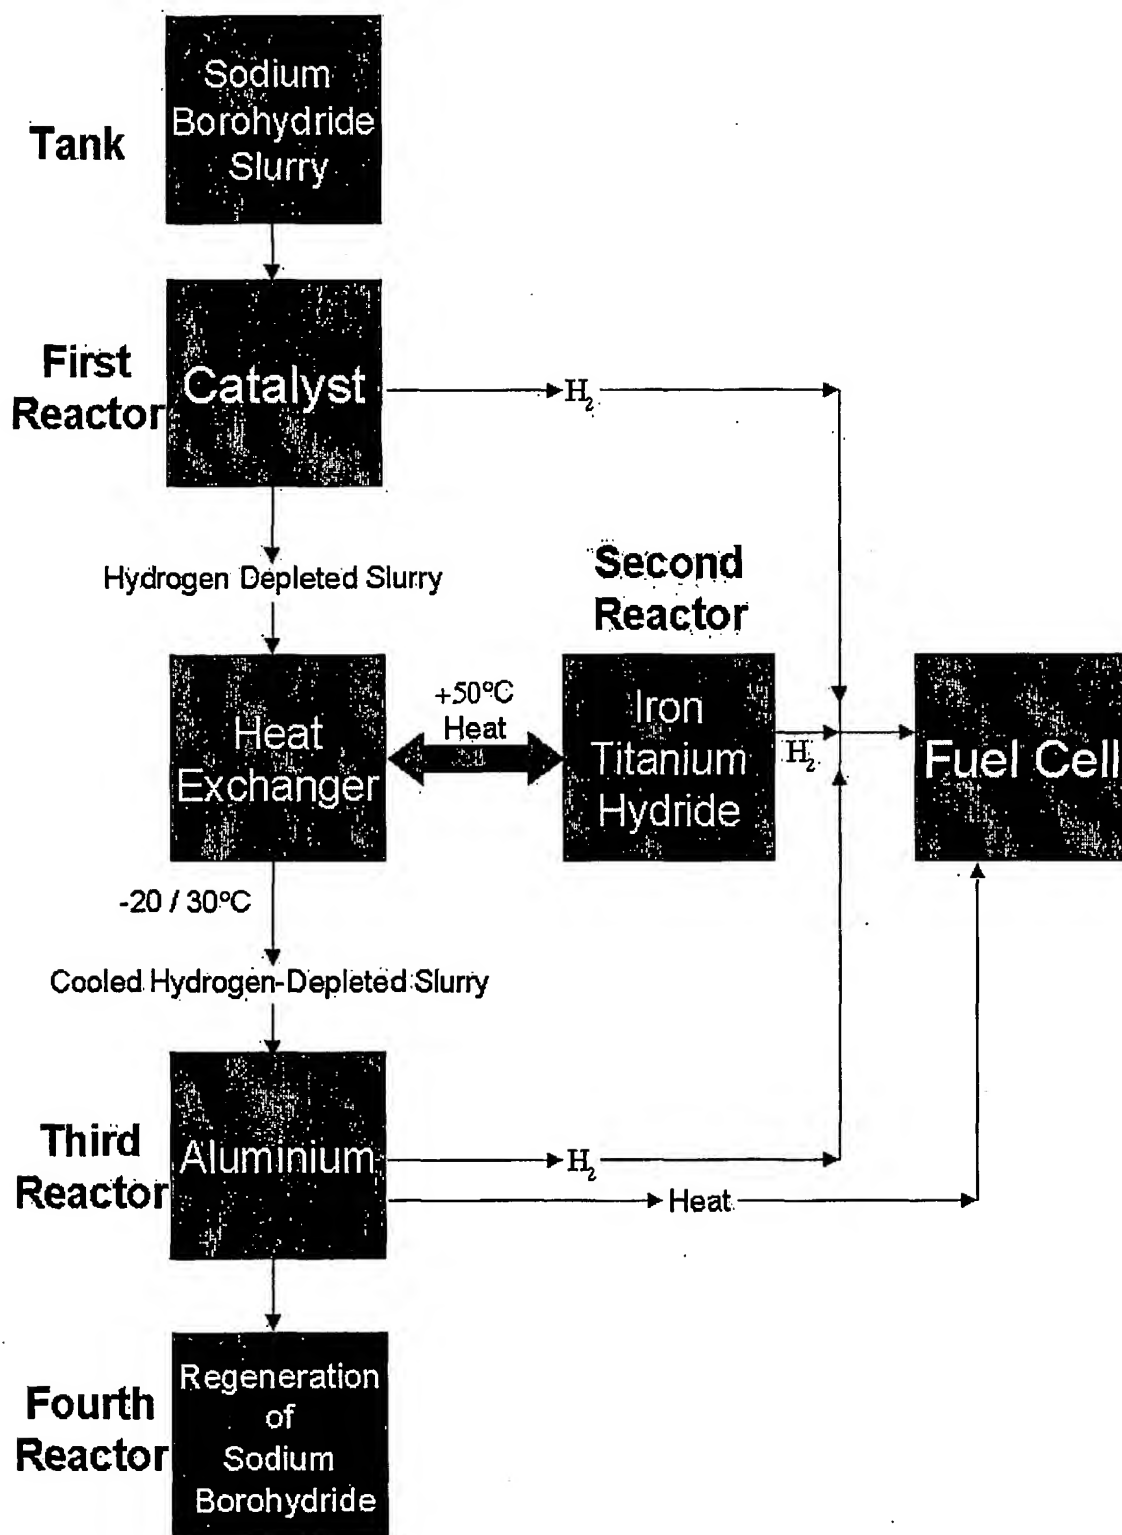 Tank
Sodium
Borohydride
Slurry
First
Reactor
Catalyst
H₂
Hydrogen Depleted Slurry
Second
Reactor
Heat
Exchanger
+50ºC
Heat
Iron
Titanium
Hydride
H₂
Fuel Cell
-20 / 30ºC
Cooled Hydrogen-Depleted Slurry
Third
Reactor
Aluminium
H₂
Heat
Fourth
Reactor
Regeneration
of
Sodium
Borohydride